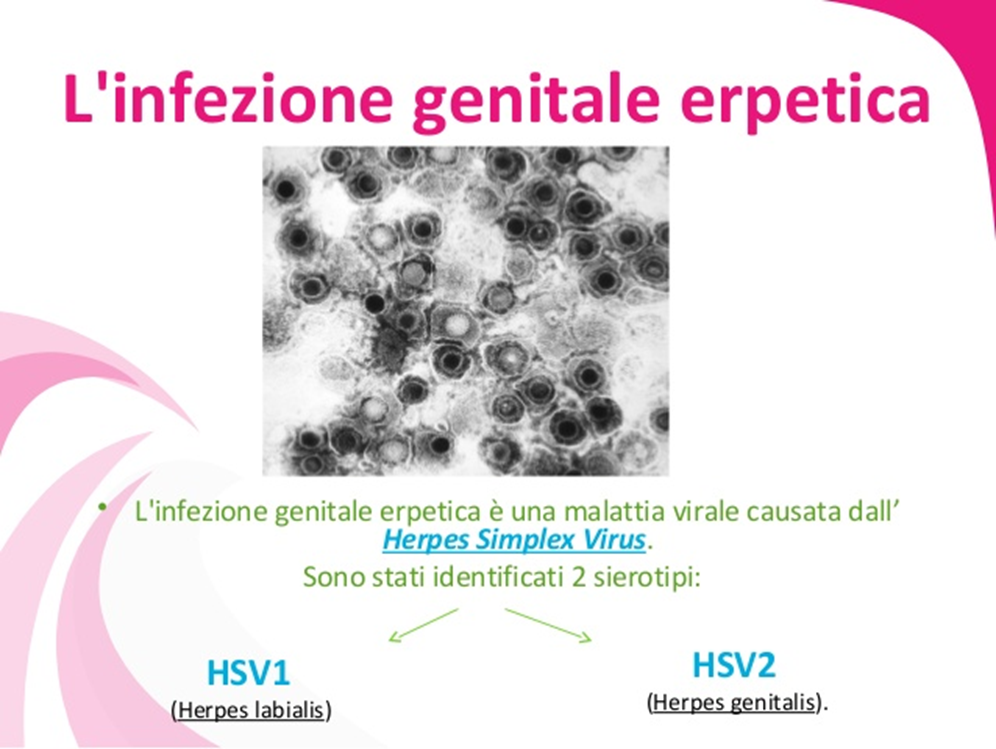 L'infezione genitale erpetica
• L'infezione genitale erpetica è una malattia virale causata dall’
Herpes Simplex Virus.
Sono stati identificati 2 sierotipi:
HSV1
(Herpes labialis)
HSV2
(Herpes genitalis).